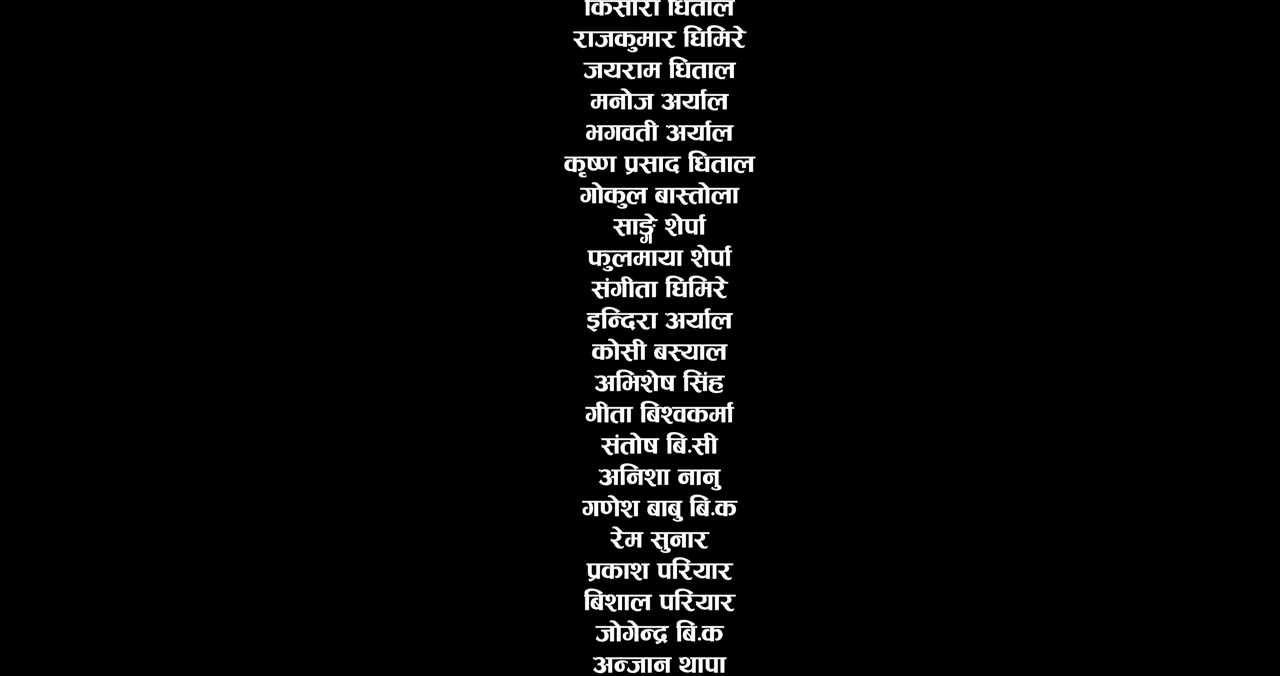 किसोरी धिताल
राजकुमार घिमिरे
जयराम धिताल
मनोज अर्याल
भगवती अर्याल
कृष्ण प्रसाद धिताल
गोकुल बास्तोला
साङ्गे शेर्पा
फुलमाया शेर्पा
संगीता घिमिरे
इन्दिरा अर्याल
कोसी बस्याल
अभिशेष सिंह
गीता बिश्वकर्मा
संतोष बि.सी
अनिशा नानु
गणेश बाबु बि.क
रेम सुनार
प्रकाश परियार
बिशाल परियार
जोगेन्द्र बि.क
अन्जान थापा